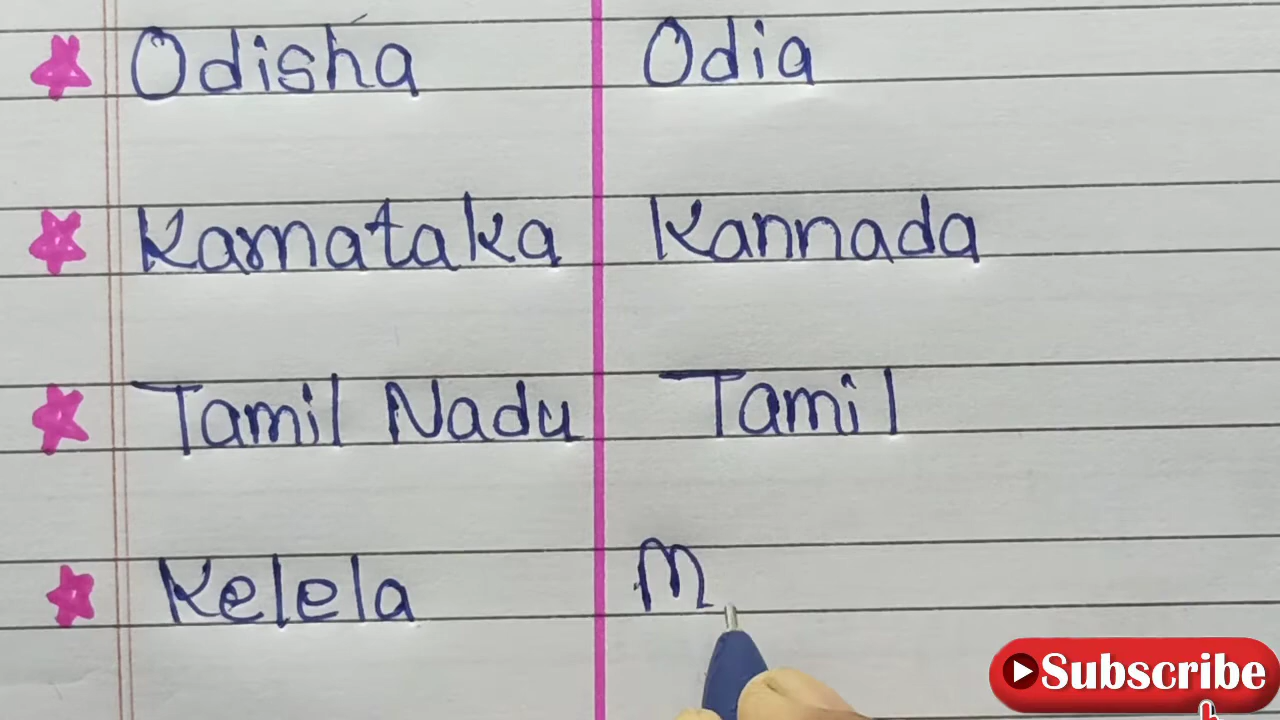 Odisha Odia
Karnataka Kannada
Tamil Nadu Tamil
Kelela M
Subscribe